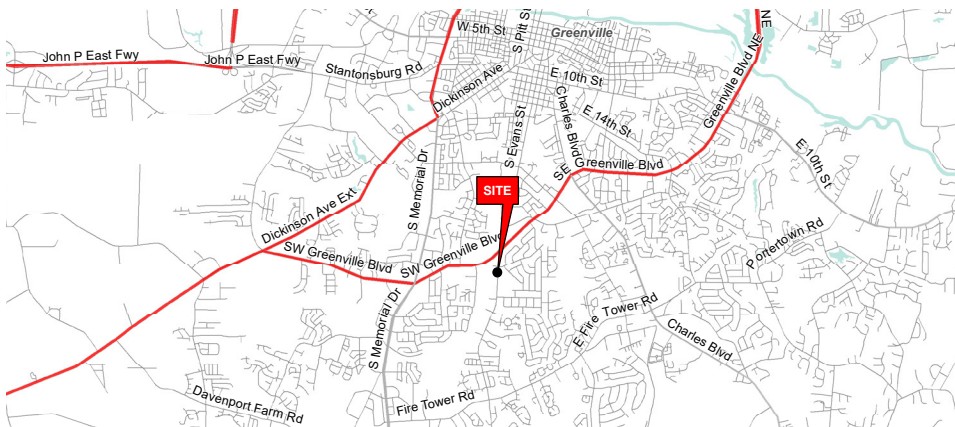 W 5th St
S Pitt St
Greenville
NE
John P East Fwy
John P East Fwy
Stantonsburg Rd
Dickinson Ave
E 10th St
Greenville Blvd NE
Charles Blvd
E 14th St
S Evans St
E 10th St
S Memorial Dr
SE Greenville Blvd
SITE
Dickinson Ave Ext
SW Greenville Blvd
SW Greenville Blvd
Portertown Rd
S Memorial Dr
E Fire Tower Rd
Charles Blvd
Davenport Farm Rd
Fire Tower Rd